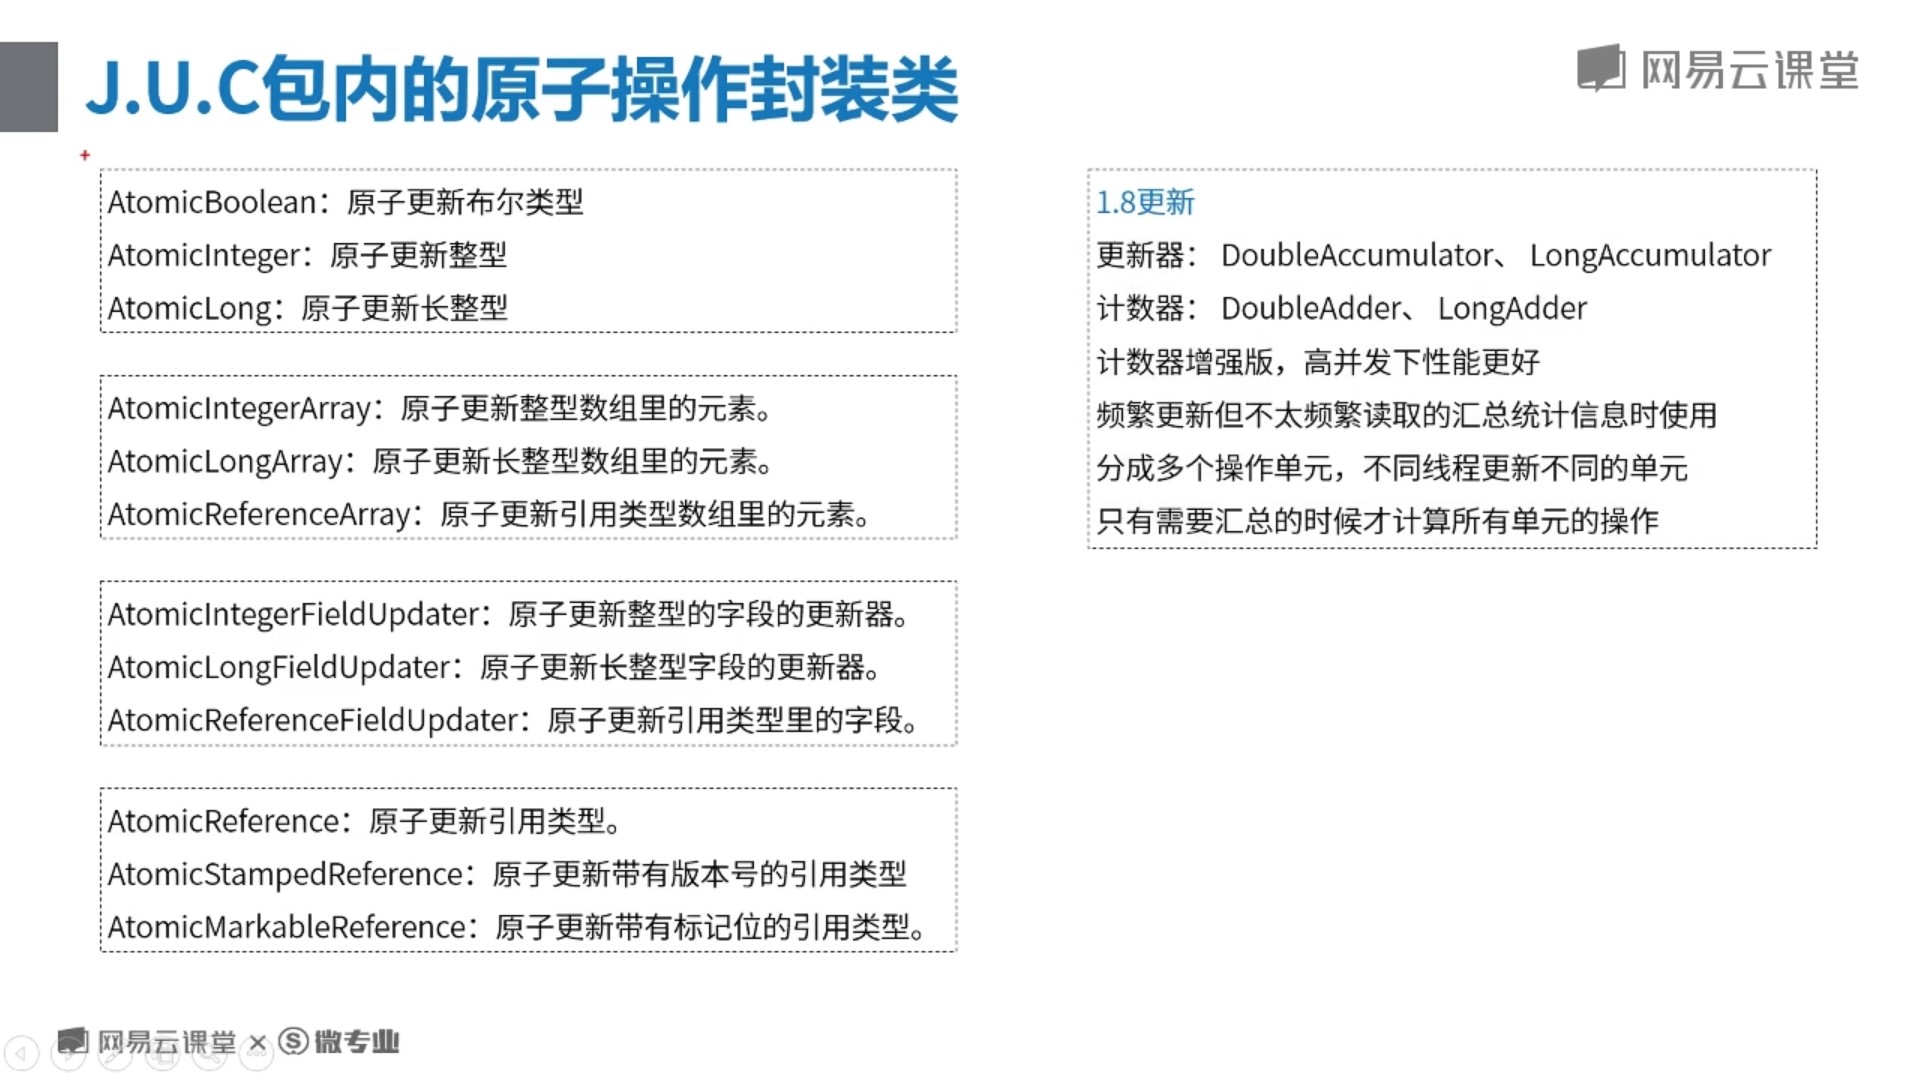 J.U.C包内的原子操作封装类
网易云课堂
AtomicBoolean：原子更新布尔类型
AtomicInteger：原子更新整型
AtomicLong：原子更新长整型
AtomicIntegerArray：原子更新整型数组里的元素。
AtomicLongArray：原子更新长整型数组里的元素。
AtomicReferenceArray：原子更新引用类型数组里的元素。
AtomicIntegerFieldUpdater：原子更新整型的字段的更新器。
AtomicLongFieldUpdater：原子更新长整型字段的更新器。
AtomicReferenceFieldUpdater：原子更新引用类型里的字段。
AtomicReference：原子更新引用类型。
AtomicStampedReference：原子更新带有版本号的引用类型
AtomicMarkableReference：原子更新带有标记位的引用类型。
1.8更新
更新器： DoubleAccumulator、 LongAccumulator
计数器： DoubleAdder、 LongAdder
计数器增强版，高并发下性能更好
频繁更新但不太频繁读取的汇总统计信息时使用
分成多个操作单元，不同线程更新不同的单元
只有需要汇总的时候才计算所有单元的操作
网易云课堂 × 微专业